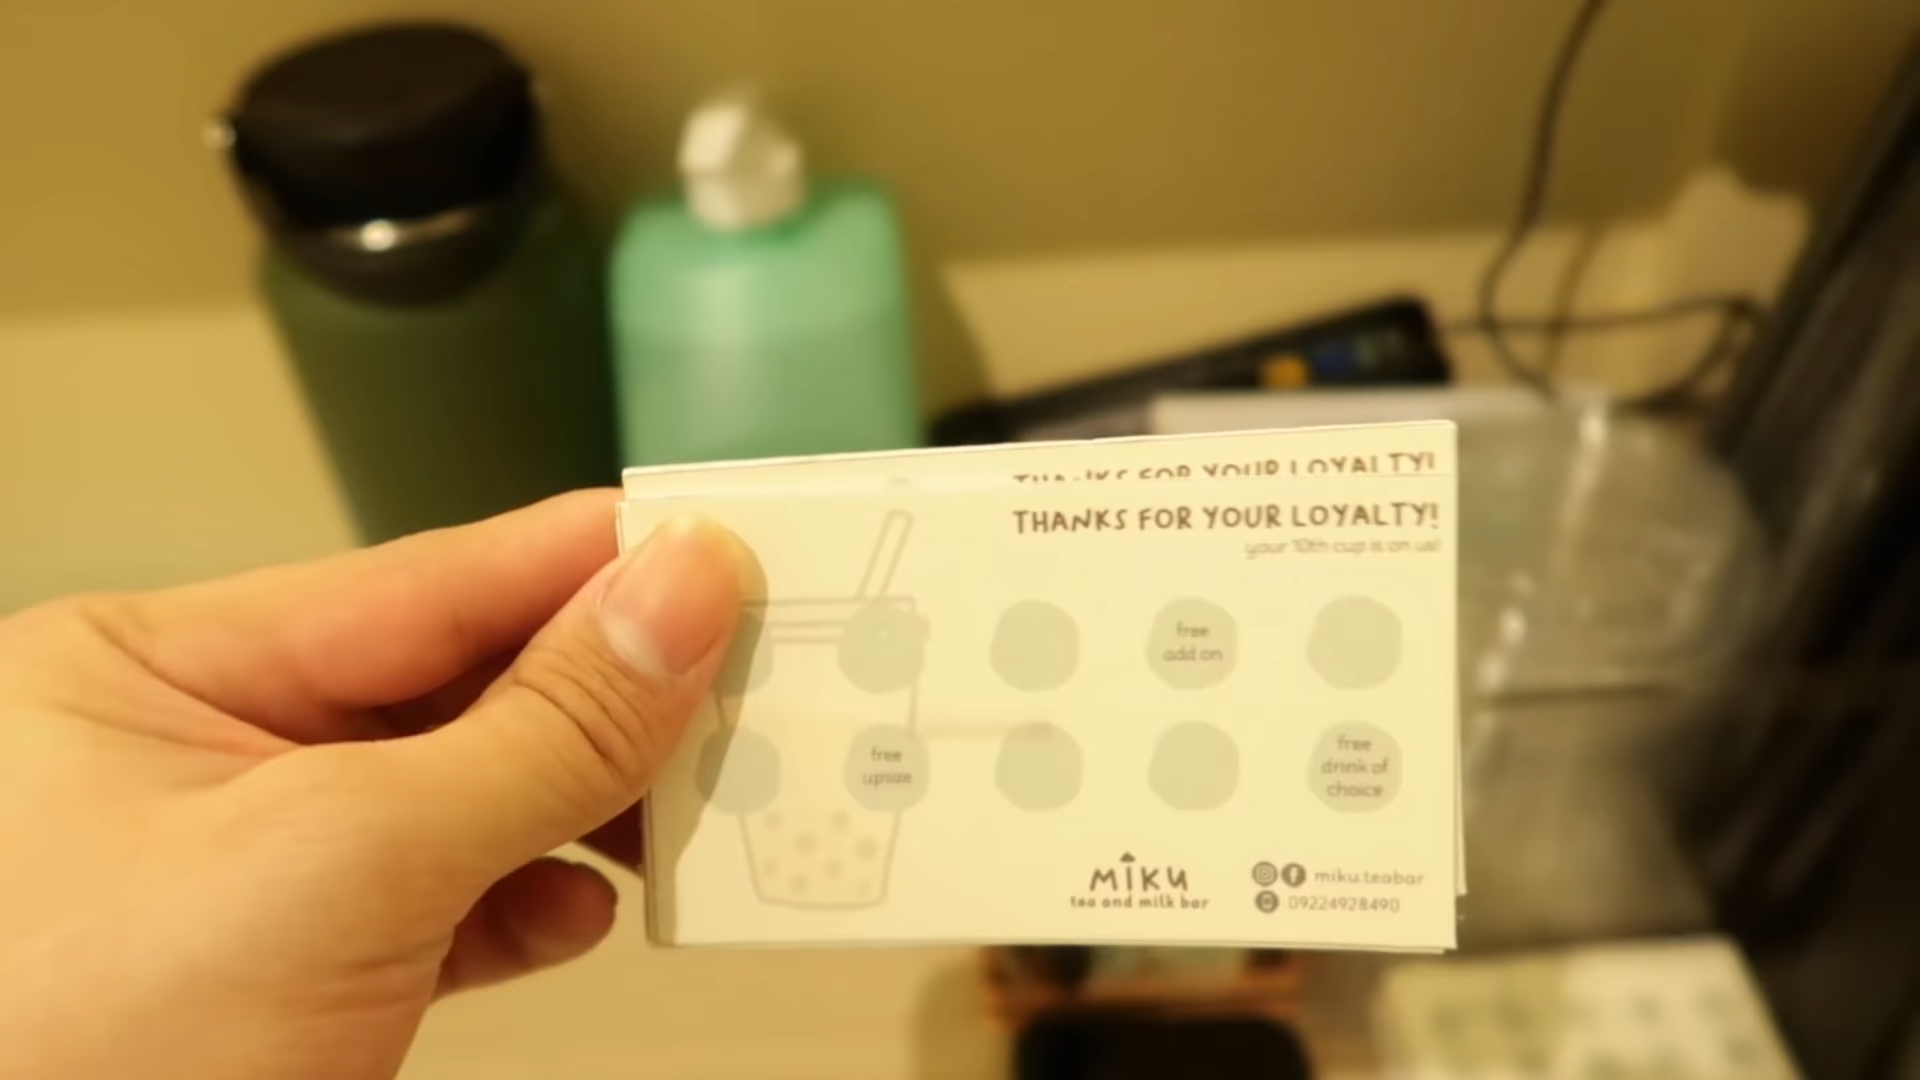 THANKS FOR YOUR LOYALTY!
THANKS FOR YOUR LOYALTY!
your 10th cup is on us!
free
add on
free
upsize
free
drink of
choice
miku
tea and milk bar
miku.teabar
09224928490